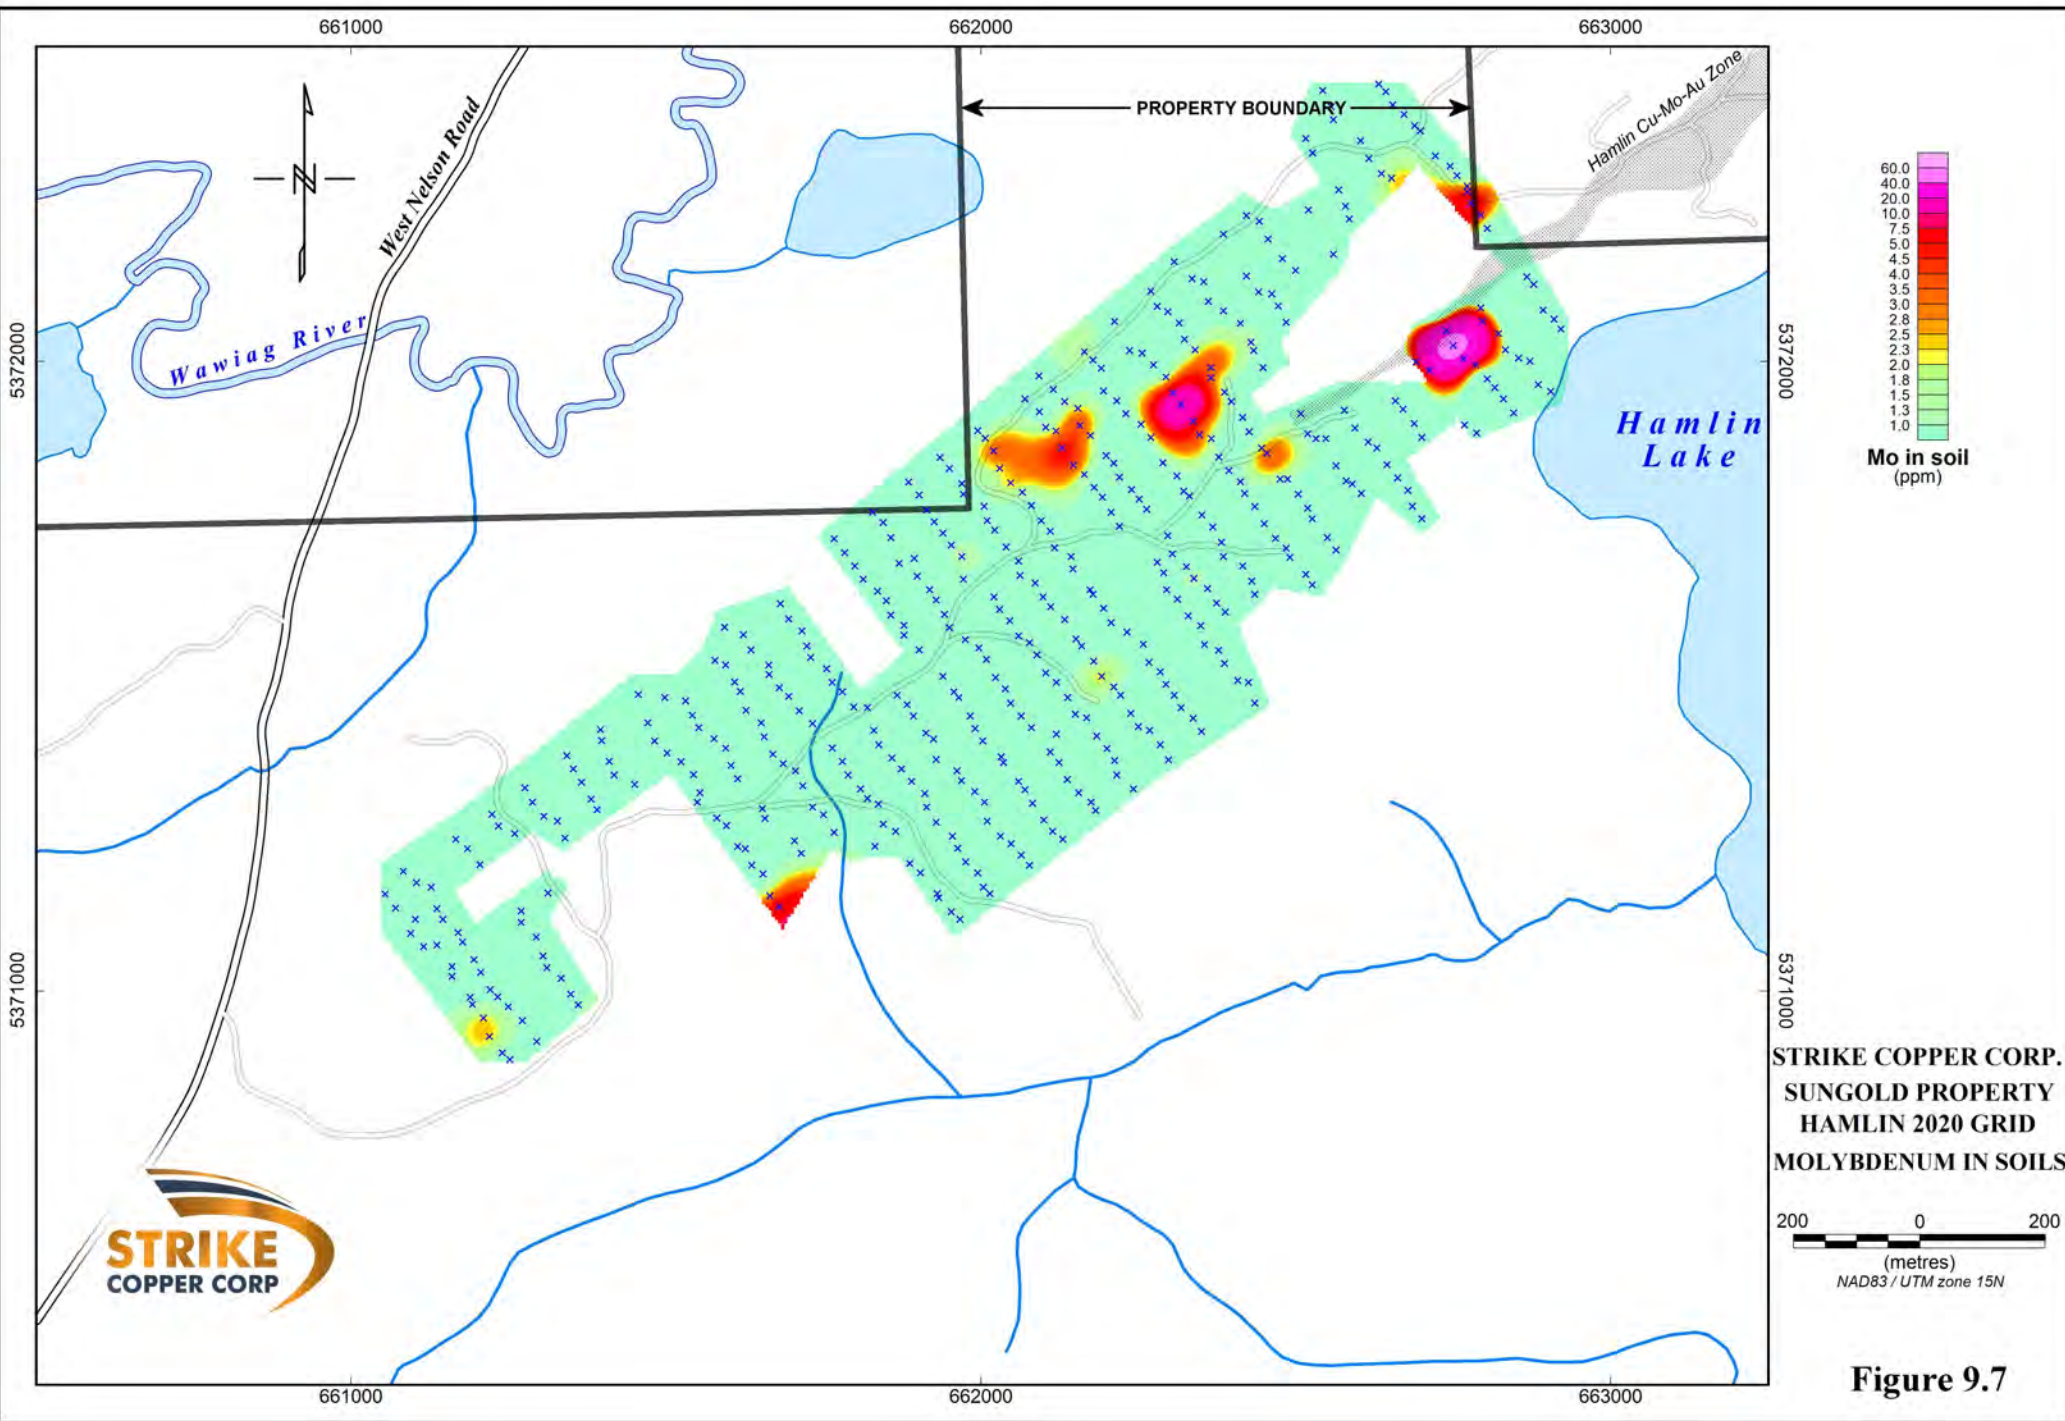 661000
662000
663000
PROPERTY BOUNDARY
Hamlin Cu-Mo-Au Zone
West Nelson Road
N
Wawiag River
5372000
5372000
Hamlin
Lake
60.0
40.0
20.0
10.0
7.5
5.0
4.5
4.0
3.5
3.0
2.8
2.5
2.3
2.0
1.8
1.5
1.3
1.0
Mo in soil
(ppm)
5371000
5371000
STRIKE COPPER CORP.
SUNGOLD PROPERTY
HAMLIN 2020 GRID
MOLYBDENUM IN SOILS
200 0 200
(metres)
NAD83 / UTM zone 15N
STRIKE
COPPER CORP
Figure 9.7
661000
662000
663000